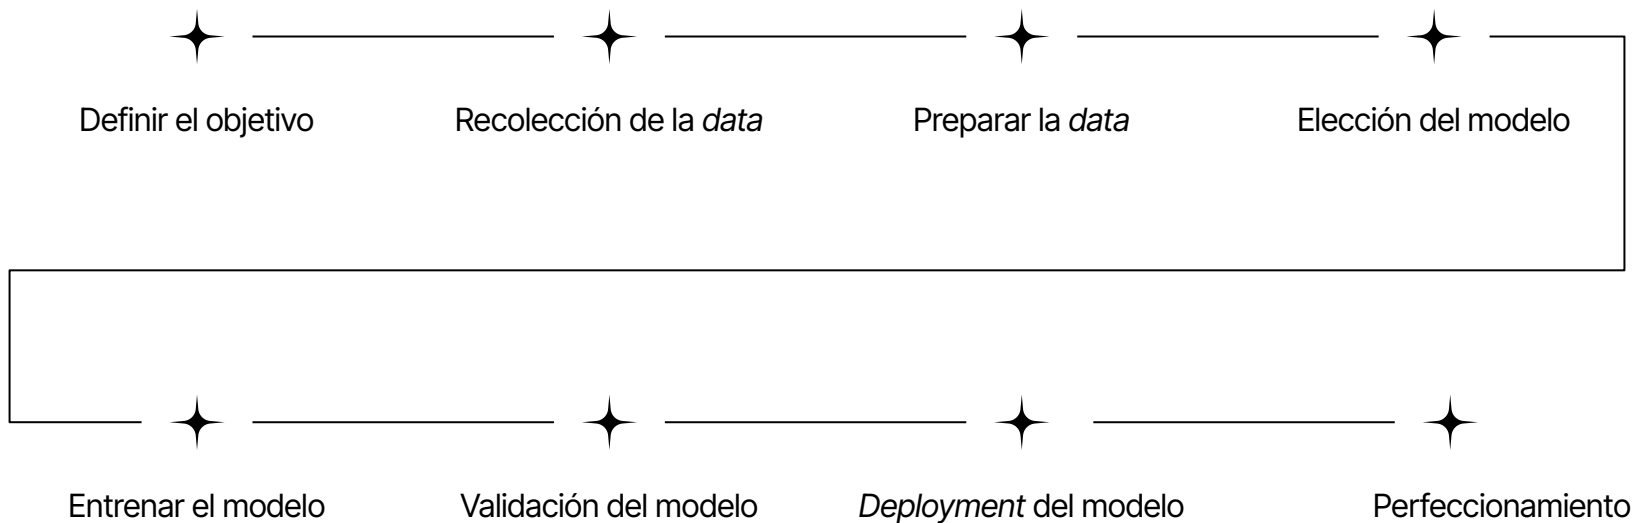 Definir el objetivo
Recolección de la data
Preparar la data
Elección del modelo
Entrenar el modelo
Validación del modelo
Deployment del modelo
Perfeccionamiento